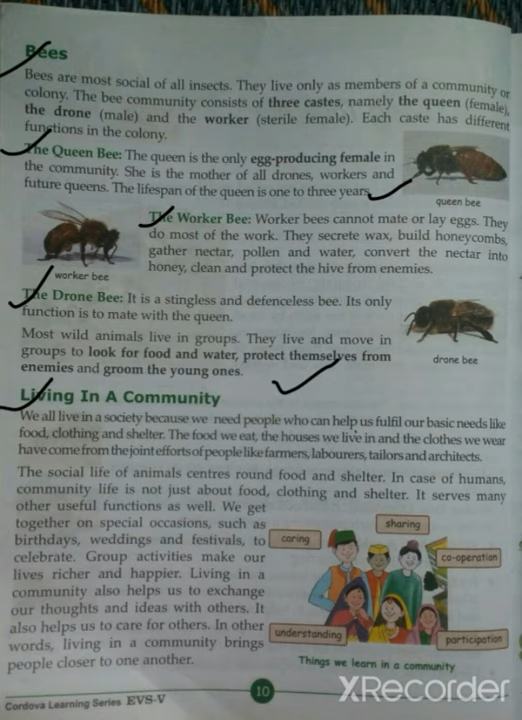 Bees
Bees are most social of all insects. They live only as members of a community or
colony. The bee community consists of three castes, namely the queen (female),
the drone (male) and the worker (sterile female). Each caste has different
functions in the colony.
The Queen Bee: The queen is the only egg-producing female in
the community. She is the mother of all drones, workers and
future queens. The lifespan of the queen is one to three years.
queen bee
The Worker Bee: Worker bees cannot mate or lay eggs. They
do most of the work. They secrete wax, build honeycombs,
gather nectar, pollen and water, convert the nectar into
honey, clean and protect the hive from enemies.
worker bee
The Drone Bee: It is a stingless and defenceless bee. Its only
function is to mate with the queen.
Most wild animals live in groups. They live and move in
groups to look for food and water, protect themselves from
enemies and groom the young ones.
drone bee
Living In A Community
We all live in a society because we need people who can help us fulfil our basic needs like
food, clothing and shelter. The food we eat, the houses we live in and the clothes we wear
have come from the joint efforts of people like farmers, labourers, tailors and architects.
The social life of animals centres round food and shelter. In case of humans,
community life is not just about food, clothing and shelter. It serves many
other useful functions as well. We get
together on special occasions, such as
birthdays, weddings and festivals, to
celebrate. Group activities make our
lives richer and happier. Living in a
community also helps us to exchange
our thoughts and ideas with others. It
also helps us to care for others. In other
words, living in a community brings
people closer to one another.
caring
sharing
co-operation
understanding
participation
Things we learn in a community
Cordova Learning Series EVS-V
10
XRecorder